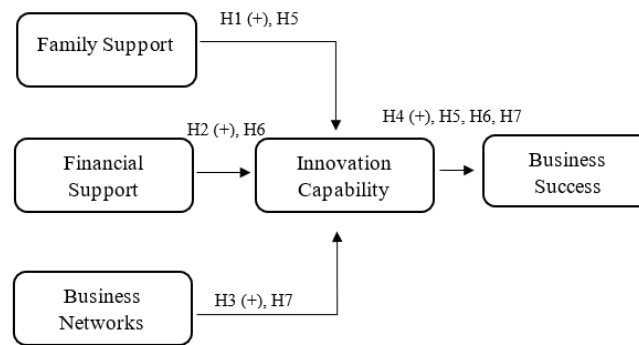 H1 (+), H5
Family Support
H2 (+), H6
H4 (+), H5, H6, H7
Financial
Support
Innovation
Capability
Business
Success
Business
Networks
H3 (+), H7